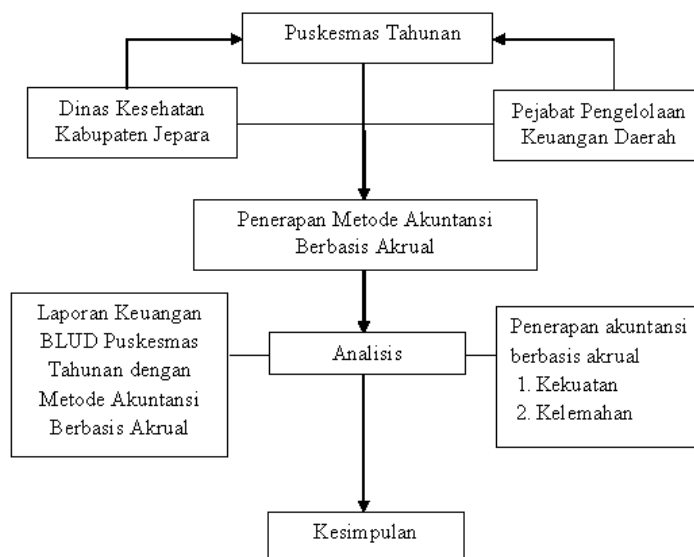 Puskesmas Tahunan
Dinas Kesehatan
Kabupaten Jepara
Pejabat Pengelolaan
Keuangan Daerah
Penerapan Metode Akuntansi
Berbasis Akrual
Laporan Keuangan
BLUD Puskesmas
Tahunan dengan
Metode Akuntansi
Berbasis Akrual
Analisis
Penerapan akuntansi
berbasis akrual
1. Kekuatan
2. Kelemahan
Kesimpulan